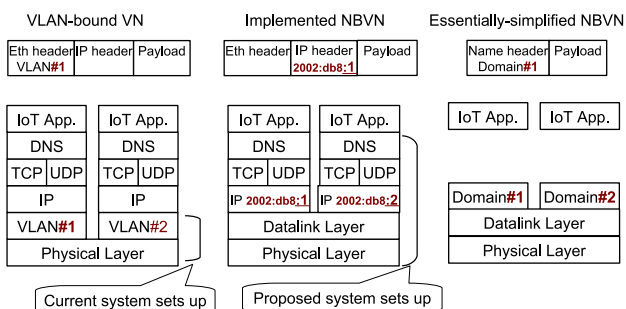 VLAN-bound VN
Implemented NBVN
Essentially-simplified NBVN
Eth header
VLAN#1
IP header
Payload
Eth header
IP header
2002:db8:1
Payload
Name header
Domain#1
Payload
IoT App.
IoT App.
DNS
DNS
TCP
UDP
TCP
UDP
IP
IP
VLAN#1
VLAN#2
Physical Layer
Current system sets up
IoT App.
IoT App.
DNS
DNS
TCP
UDP
TCP
UDP
IP 2002:db8:1
IP 2002:db8:2
Datalink Layer
Physical Layer
Proposed system sets up
IoT App.
IoT App.
Domain#1
Domain#2
Datalink Layer
Physical Layer